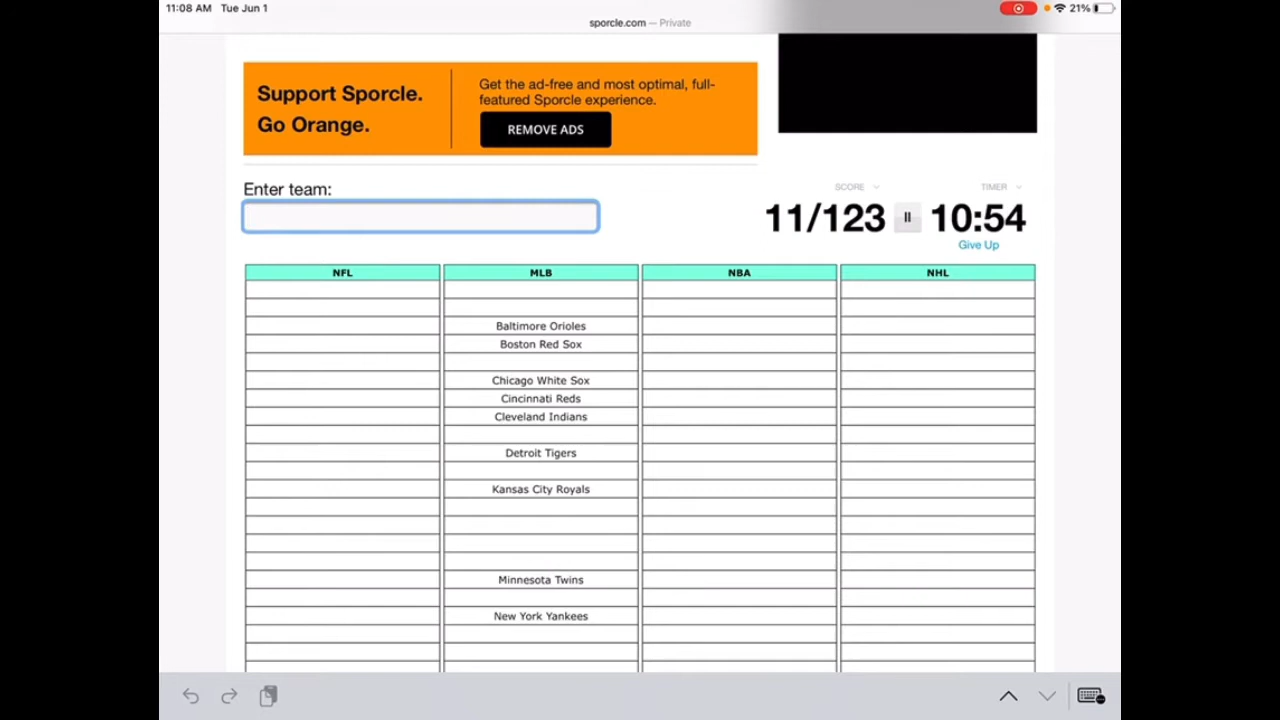 11:08 AM Tue Jun 1
21%
sporcle.com — Private
Support Sporcle.
Go Orange.
Get the ad-free and most optimal, full-
featured Sporcle experience.
REMOVE ADS
Enter team:
SCORE
TIMER
11/123
10:54
Give Up
NFL MLB NBA NHL
Baltimore Orioles
Boston Red Sox
Chicago White Sox
Cincinnati Reds
Cleveland Indians
Detroit Tigers
Kansas City Royals
Minnesota Twins
New York Yankees